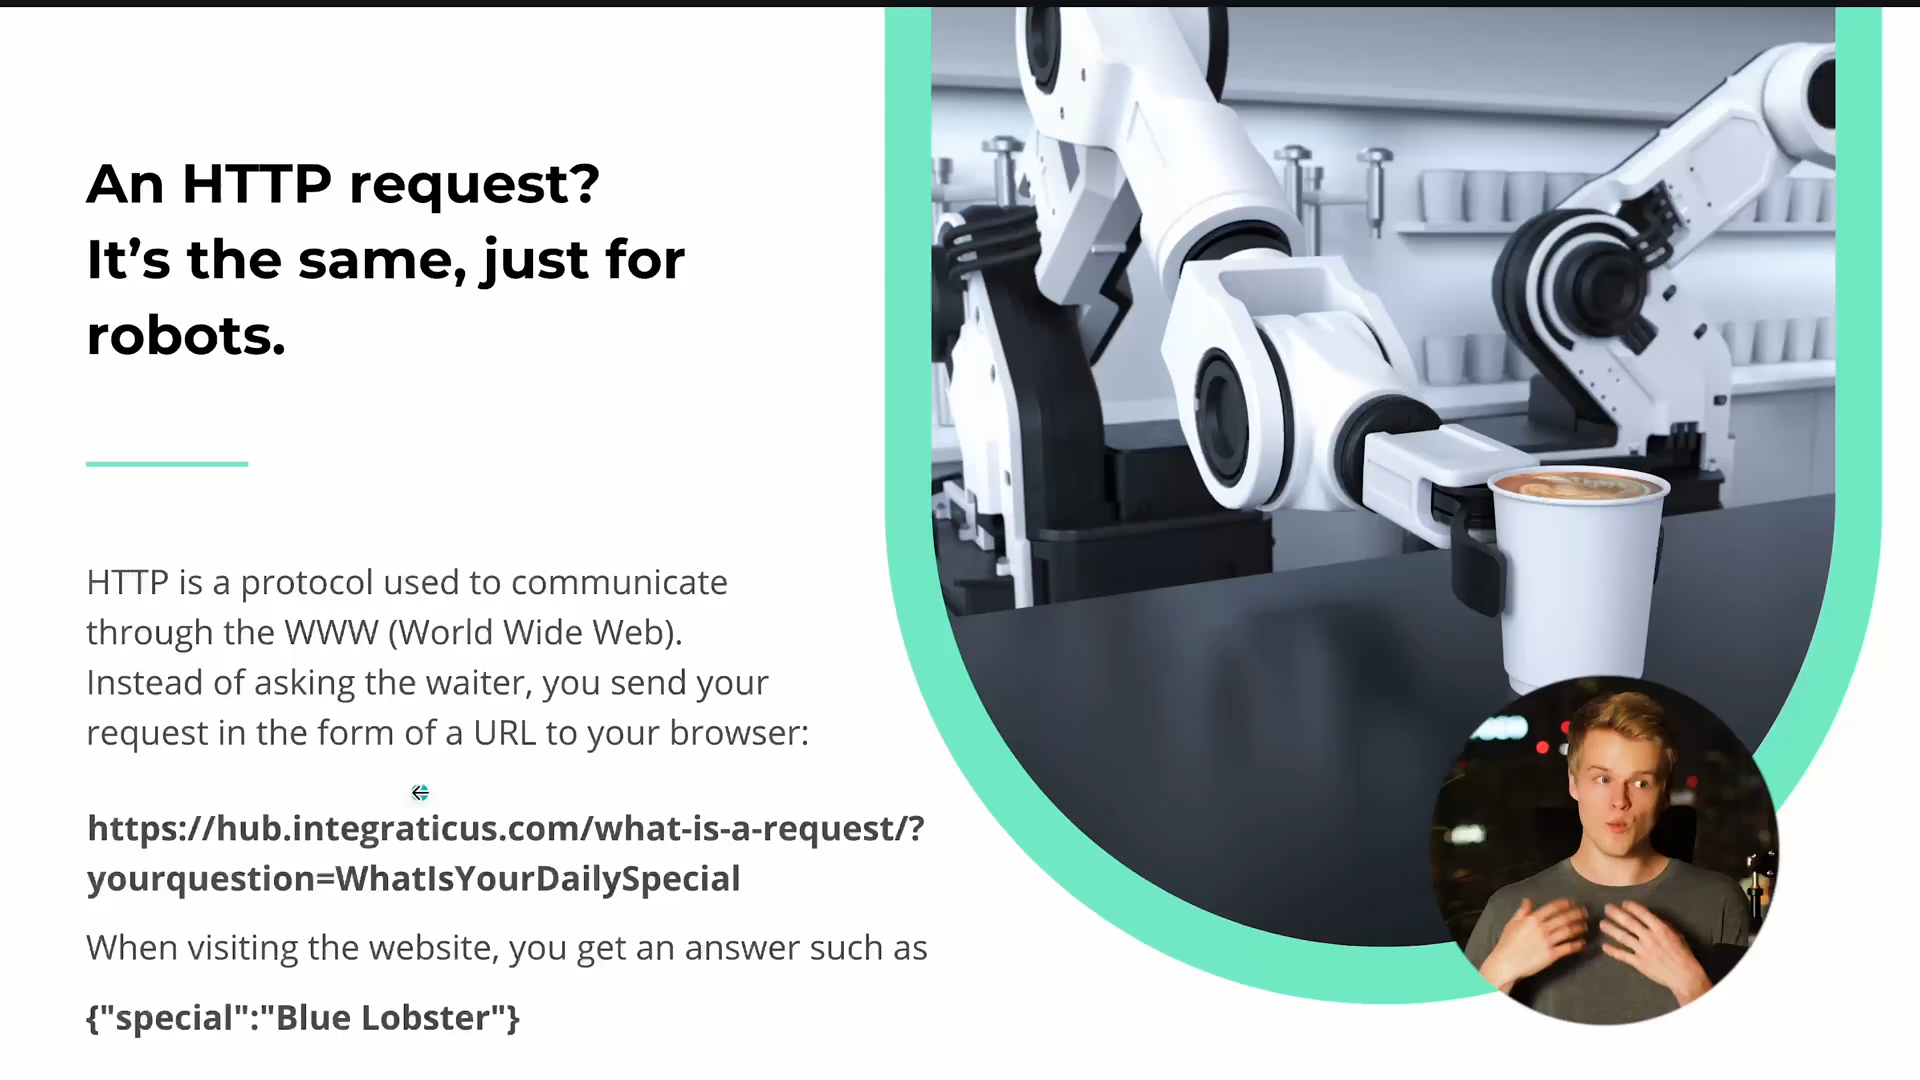 An HTTP request?
It’s the same, just for
robots.
HTTP is a protocol used to communicate
through the WWW (World Wide Web).
Instead of asking the waiter, you send your
request in the form of a URL to your browser:
https://hub.integraticus.com/what-is-a-request/?
yourquestion=WhatIsYourDailySpecial
When visiting the website, you get an answer such as
{"special":"Blue Lobster"}